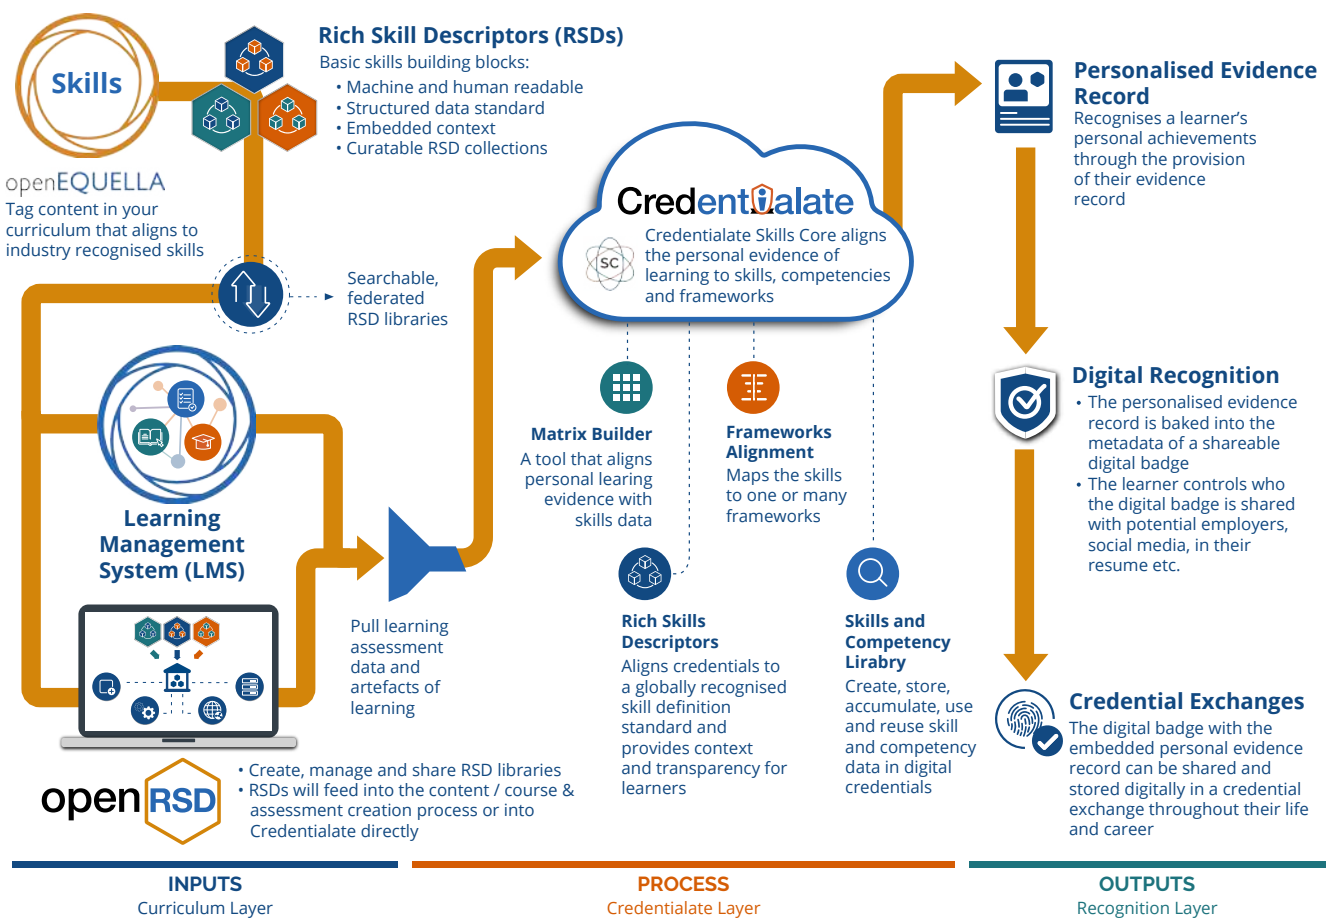 Skills
openEQUELLA
Tag content in your
curriculum that aligns to
industry recognised skills
Rich Skill Descriptors (RSDs)
Basic skills building blocks:
• Machine and human readable
• Structured data standard
• Embedded context
• Curatable RSD collections
Searchable,
federated
RSD libraries
Learning
Management
System (LMS)
Pull learning
assessment
data and
artefacts of
learning
openRSD
• Create, manage and share RSD libraries
• RSDs will feed into the content / course &
assessment creation process or into
Credentialate directly
Credentialate
SC
Credentialate Skills Core aligns
the personal evidence of
learning to skills, competencies
and frameworks
Matrix Builder
A tool that aligns
personal learing
evidence with
skills data
Frameworks
Alignment
Maps the skills
to one or many
frameworks
Rich Skills
Descriptors
Aligns credentials to
a globally recognised
skill definition
standard and
provides context
and transparency for
learners
Skills and
Competency
Lirabry
Create, store,
accumulate, use
and reuse skill
and competency
data in digital
credentials
Personalised Evidence
Record
Recognises a learner's
personal achievements
through the provision
of their evidence
record
Digital Recognition
• The personalised evidence
record is baked into the
metadata of a shareable
digital badge
• The learner controls who
the digital badge is shared
with potential employers,
social media, in their
resume etc.
Credential Exchanges
The digital badge with the
embedded personal evidence
record can be shared and
stored digitally in a credential
exchange throughout their life
and career
INPUTS
Curriculum Layer
PROCESS
Credentialate Layer
OUTPUTS
Recognition Layer